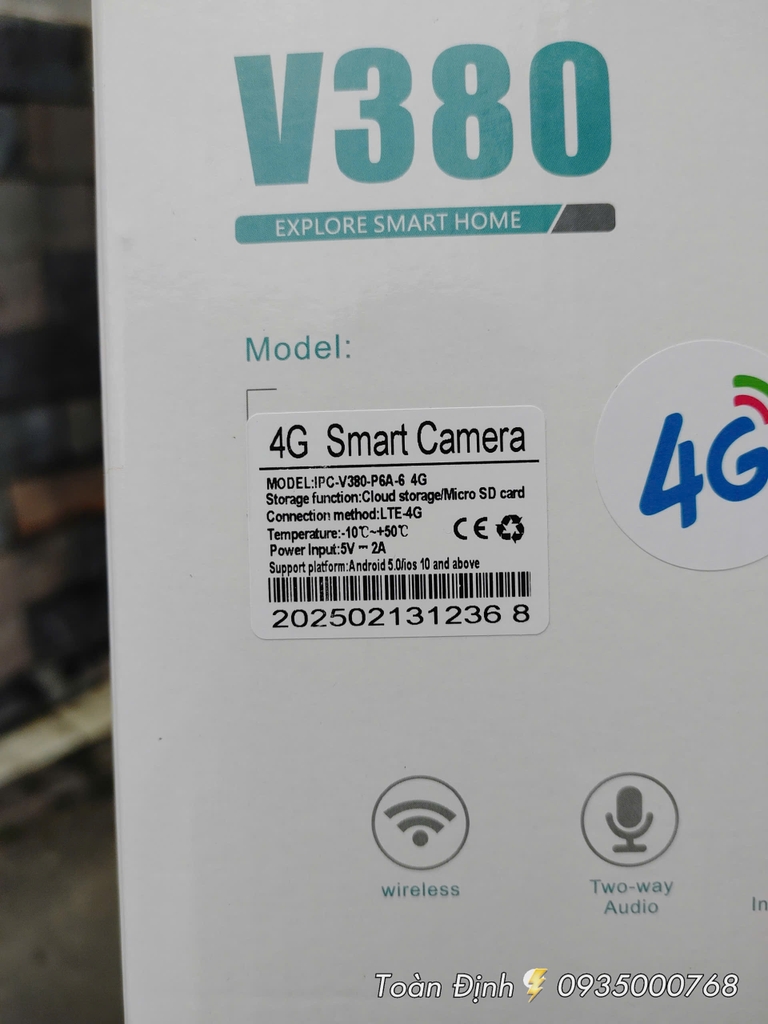 V380
EXPLORE SMART HOME
Model:
4G Smart Camera
MODEL:IPC-V380-P6A-6 4G
Storage function:Cloud storage/Micro SD card
Connection method:LTE-4G
Temperature:-10℃~+50℃
CE
Power Input:5V⎓2A
Support platform:Android 5.0/ios 10 and above
202502131236 8
4G
wireless
Two-way
Audio
In
Toàn Định⚡ 0935000768